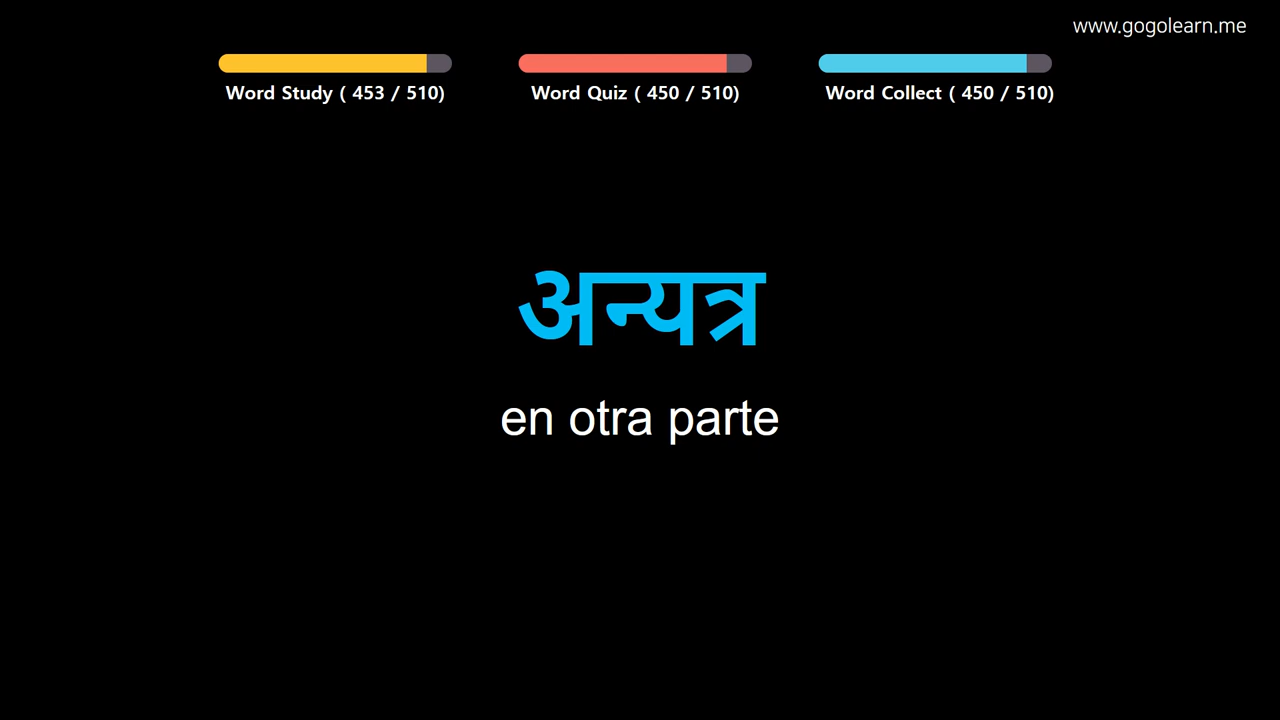 www.gogolearn.me
Word Study ( 453 / 510)
Word Quiz ( 450 / 510)
Word Collect ( 450 / 510)
अन्यत्र
en otra parte